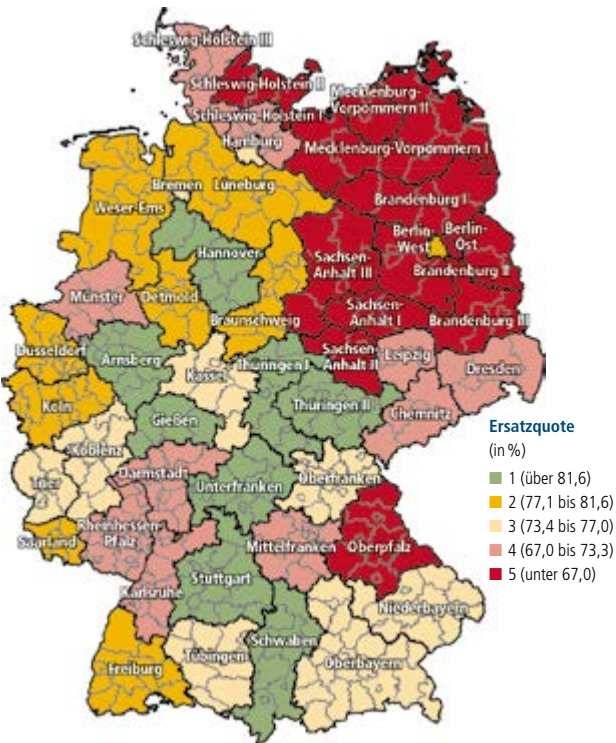 Schleswig-Holstein III
Schleswig-Holstein II
Mecklenburg-
Vorpommern II
Schleswig-Holstein I
Hamburg
Mecklenburg-Vorpommern I
Bremen
Lüneburg
Weser-Ems
Brandenburg I
Berlin-
West
Berlin-
Ost
Hannover
Sachsen-
Anhalt III
Brandenburg II
Münster
Detmold
Braunschweig
Sachsen-
Anhalt I
Brandenburg III
Düsseldorf
Arnsberg
Kassel
Thüringen I
Sachsen-
Anhalt II
Leipzig
Dresden
Köln
Gießen
Thüringen II
Chemnitz
Koblenz
Trier
Darmstadt
Unterfranken
Oberfranken
Rheinhessen-
Pfalz
Saarland
Mittelfranken
Oberpfalz
Karlsruhe
Stuttgart
Niederbayern
Schwaben
Tübingen
Oberbayern
Freiburg
Ersatzquote
(in %)
1 (über 81,6)
2 (77,1 bis 81,6)
3 (73,4 bis 77,0)
4 (67,0 bis 73,3)
5 (unter 67,0)